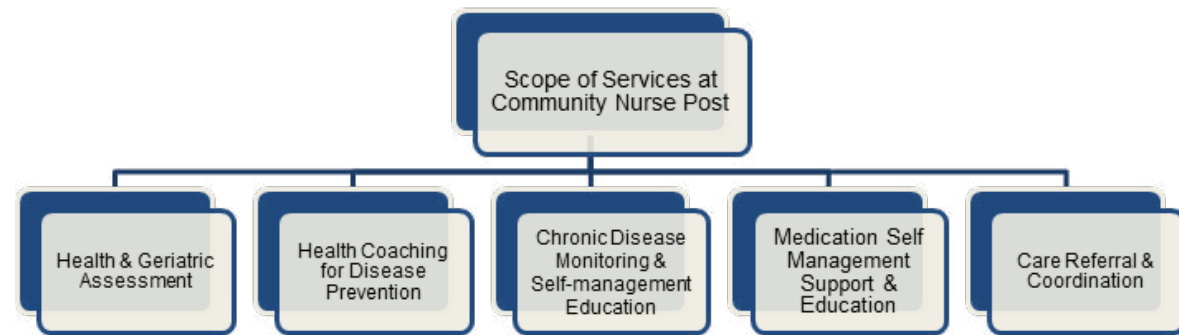 Scope of Services at
Community Nurse Post
Health & Geriatric
Assessment
Health Coaching
for Disease
Prevention
Chronic Disease
Monitoring &
Self-management
Education
Medication Self
Management
Support &
Education
Care Referral &
Coordination